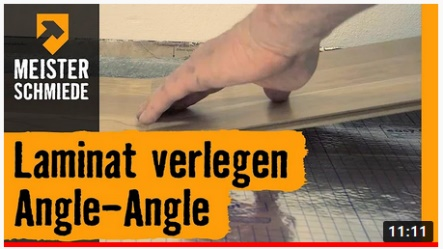 MEISTER
SCHMIEDE
Laminat verlegen
Angle-Angle
11:11